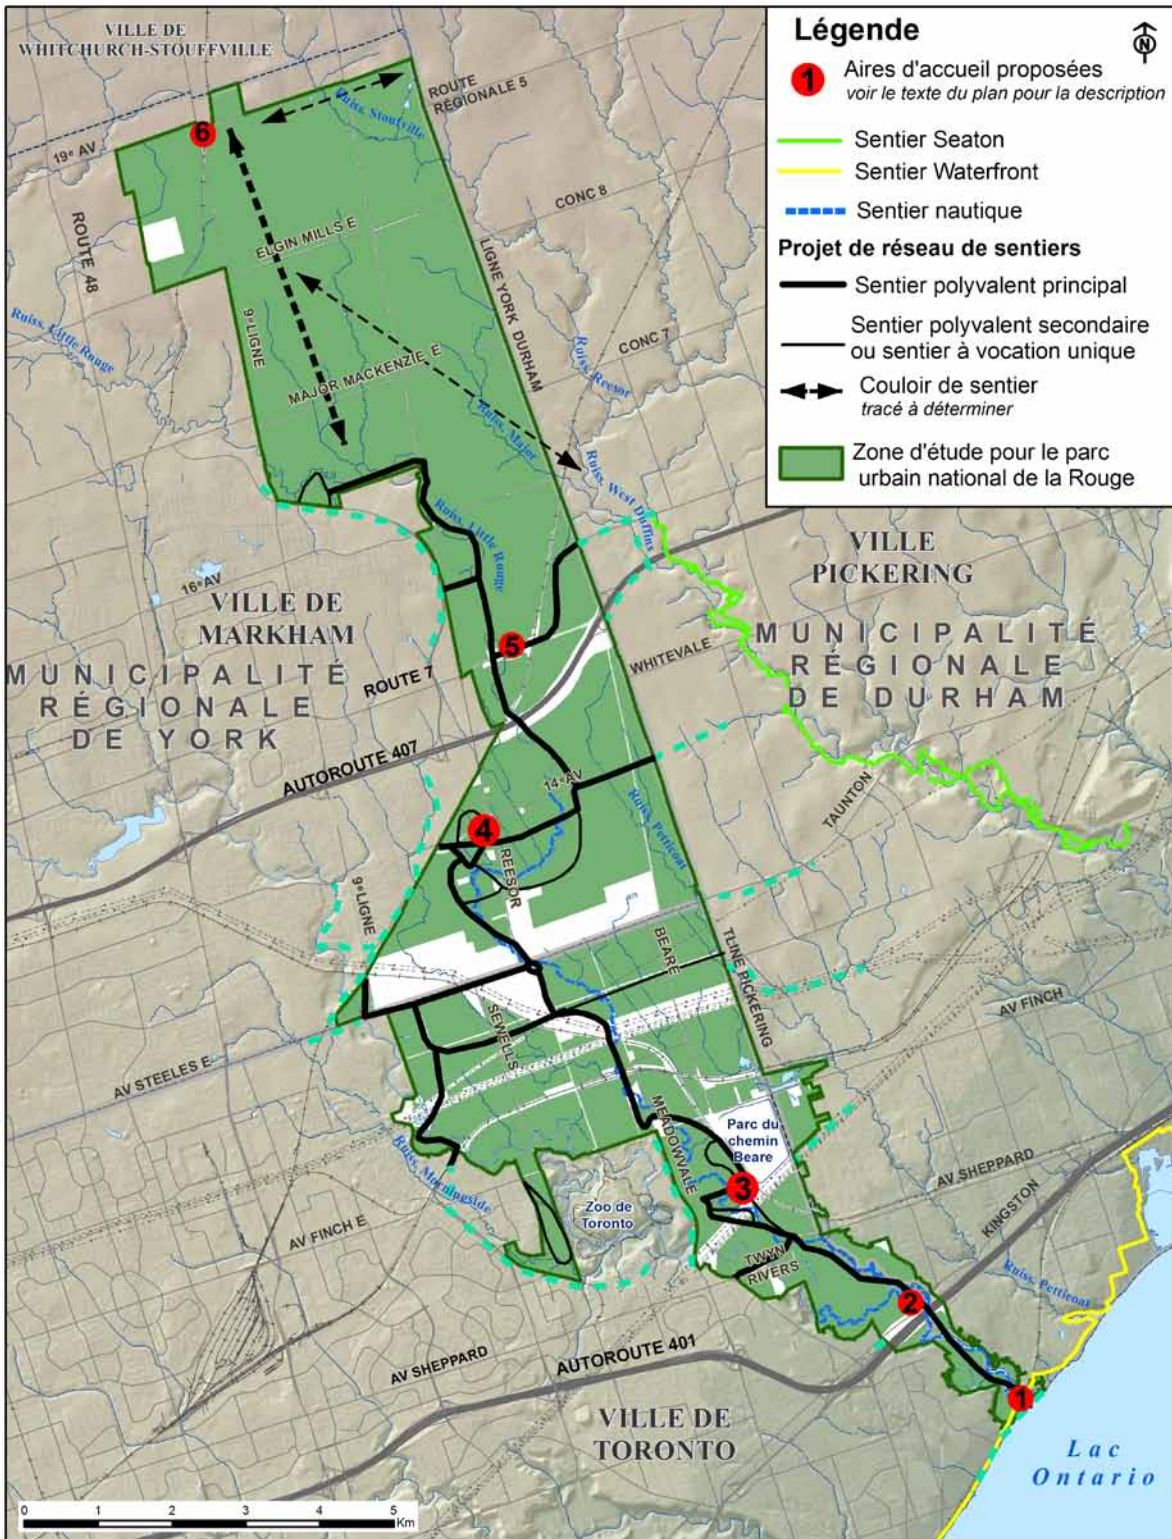 VILLE DE
WHITCHURCH-STOUFFVILLE
Légende
N
1
Aires d'accueil proposées
voir le texte du plan pour la description
Sentier Seaton
Sentier Waterfront
Sentier nautique
Projet de réseau de sentiers
Sentier polyvalent principal
Sentier polyvalent secondaire
ou sentier à vocation unique
Couloir de sentier
tracé à déterminer
Zone d'étude pour le parc
urbain national de la Rouge
ROUTE
RÉGIONALE 5
Ruiss. Stouffville
6
19e AV
ROUTE 48
CONC 8
ELGIN MILLS E
LIGNE YORK DURHAM
Ruiss. Little Rouge
9e LIGNE
CONC 7
Ruiss. Reesor
MAJOR MACKENZIE E
Ruiss. Major
Ruiss. West Duffins
Ruiss. Little Rouge
16e AV
VILLE
PICKERING
VILLE DE
MARKHAM
MUNICIPALITÉ
RÉGIONALE
DE DURHAM
5
WHITEVALE
MUNICIPALITÉ
RÉGIONALE
DE YORK
ROUTE 7
AUTOROUTE 407
14e AV
TAUNTON
Ruiss. Petticoat
4
REESOR
9e LIGNE
BEARE
TLINE PICKERING
AV FINCH
SEWELLS
AV STEELES E
MEADOWVALE
Parc du
chemin
Beare
Ruiss. Morningside
3
AV SHEPPARD
Zoo de
Toronto
KINGSTON
AV FINCH E
TWYN
RIVERS
Ruiss. Petticoat
2
AV SHEPPARD
AUTOROUTE 401
1
VILLE DE
TORONTO
Lac
Ontario
0 1 2 3 4 5
Km